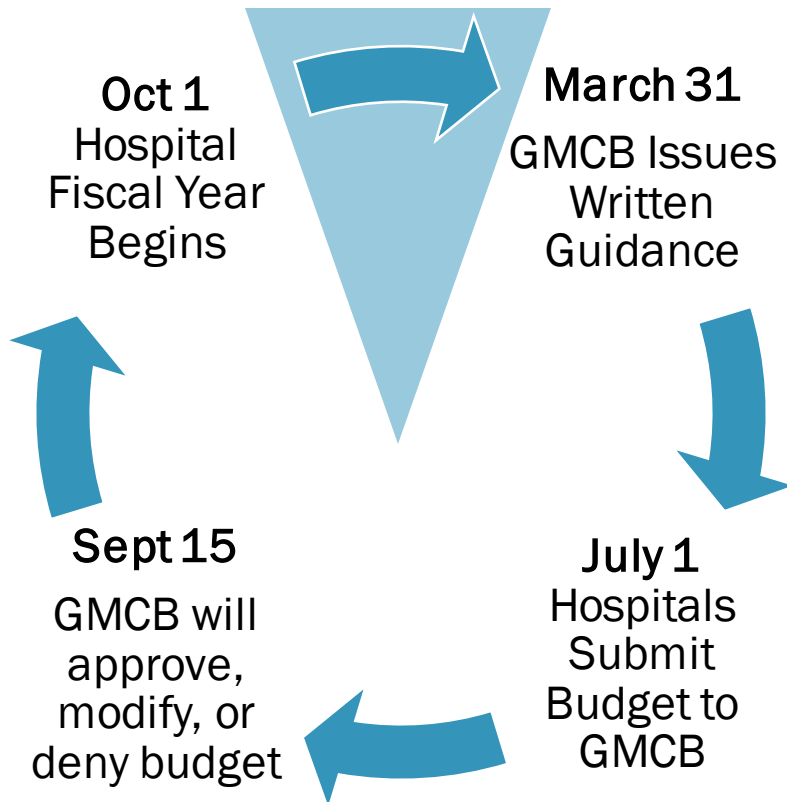 Oct 1
Hospital
Fiscal Year
Begins
March 31
GMCB Issues
Written
Guidance
July 1
Hospitals
Submit
Budget to
GMCB
Sept 15
GMCB will
approve,
modify, or
deny budget